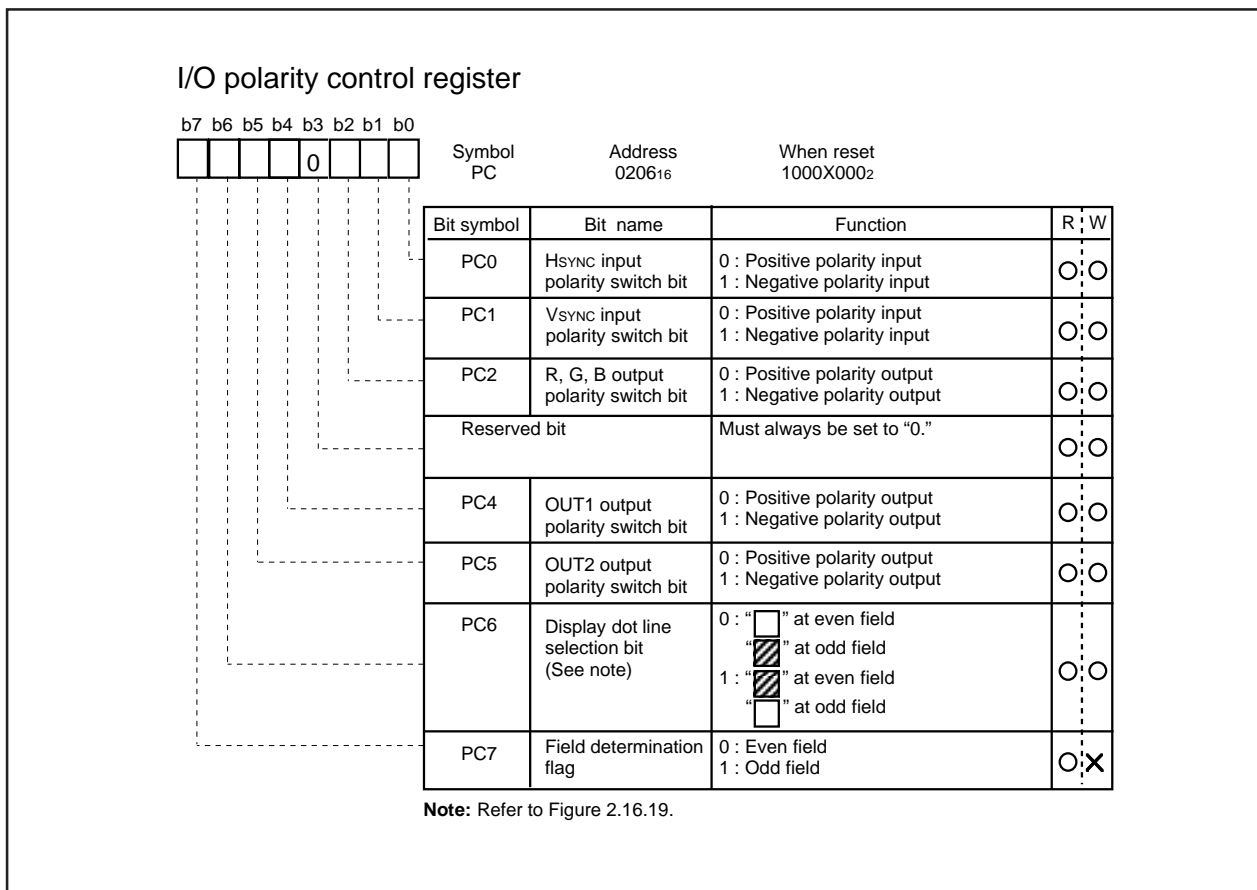 I/O polarity control register
b7 b6 b5 b4 b3 b2 b1 b0
0
Symbol Address When reset
PC 020616 1000X0002
Bit symbol Bit name Function R W
PC0 HSYNC input 0 : Positive polarity input
polarity switch bit 1 : Negative polarity input
PC1 VSYNC input 0 : Positive polarity input
polarity switch bit 1 : Negative polarity input
PC2 R, G, B output 0 : Positive polarity output
polarity switch bit 1 : Negative polarity output
Reserved bit Must always be set to “0.”
PC4 OUT1 output 0 : Positive polarity output
polarity switch bit 1 : Negative polarity output
PC5 OUT2 output 0 : Positive polarity output
polarity switch bit 1 : Negative polarity output
PC6 Display dot line 0 : “ ” at even field
selection bit “ ” at odd field
(See note) 1 : “ ” at even field
“ ” at odd field
PC7 Field determination 0 : Even field
flag 1 : Odd field
Note: Refer to Figure 2.16.19.